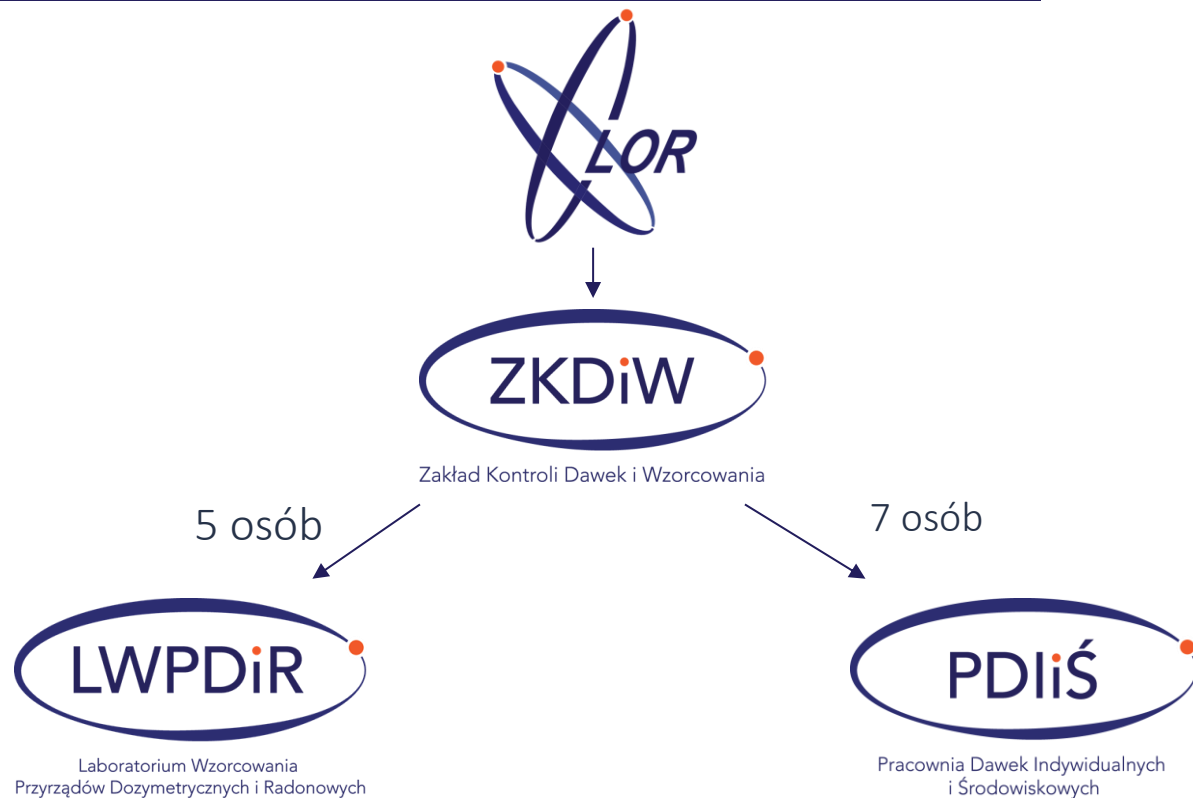 CLOR
ZKDiW
Zakład Kontroli Dawek i Wzorcowania
5 osób
7 osób
LWPDiR
Laboratorium Wzorcowania
Przyrządów Dozymetrycznych i Radonowych
PDIiŚ
Pracownia Dawek Indywidualnych
i Środowiskowych